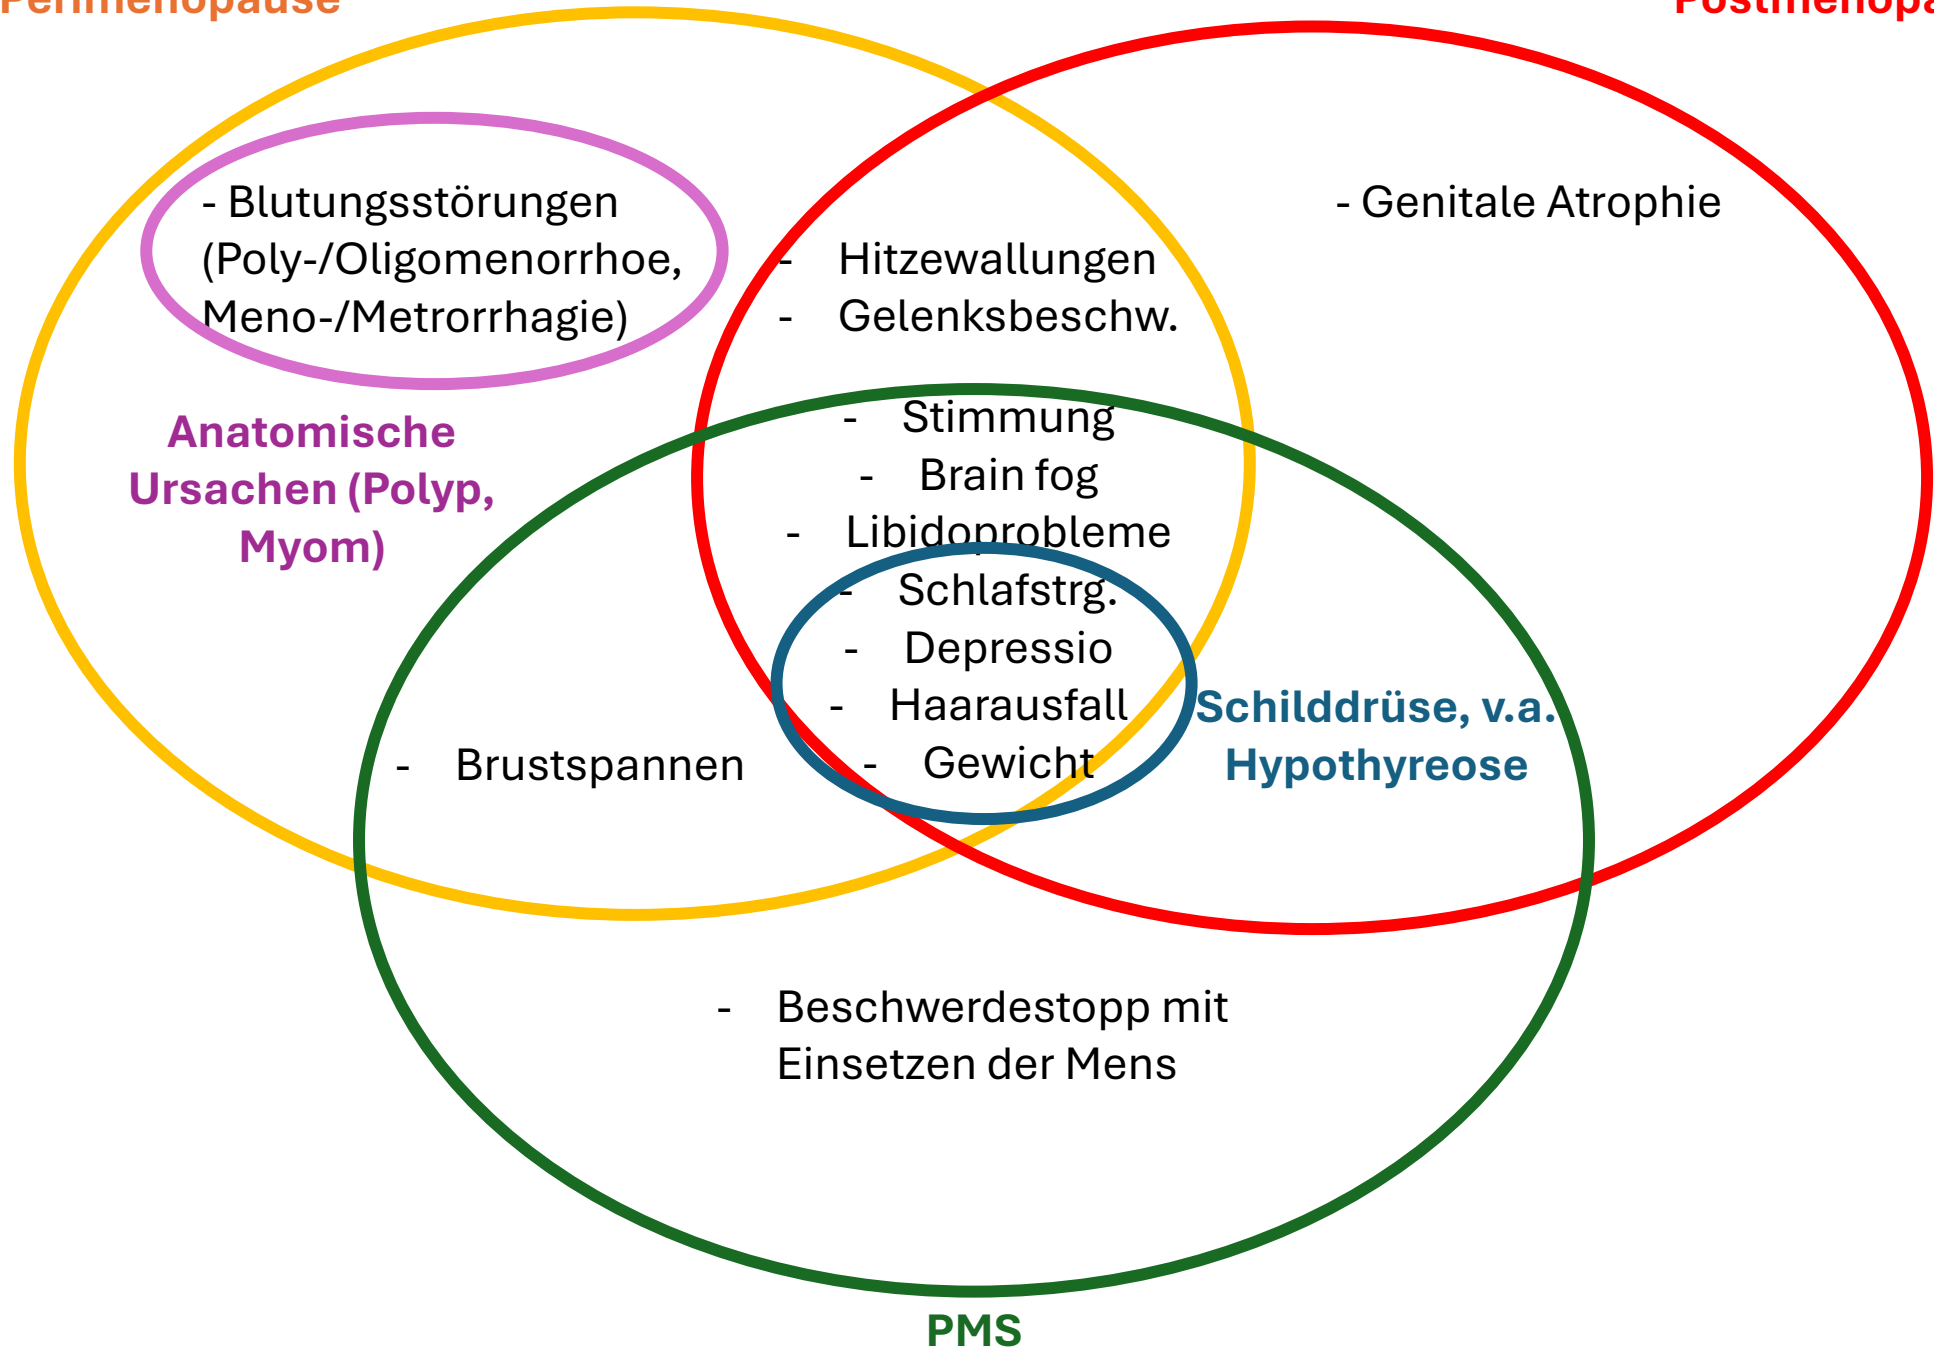 Perimenopause
- Blutungsstörungen
(Poly-/Oligomenorrhoe,
Meno-/Metrorrhagie)
Anatomische
Ursachen (Polyp,
Myom)
- Hitzewallungen
- Gelenksbeschw.
- Genitale Atrophie
- Stimmung
- Brain fog
- Libidoprobleme
- Schlafstrg.
- Depressio
- Haarausfall
- Gewicht
Schilddrüse, v.a.
Hypothyreose
- Brustspannen
- Beschwerdestopp mit
Einsetzen der Mens
PMS